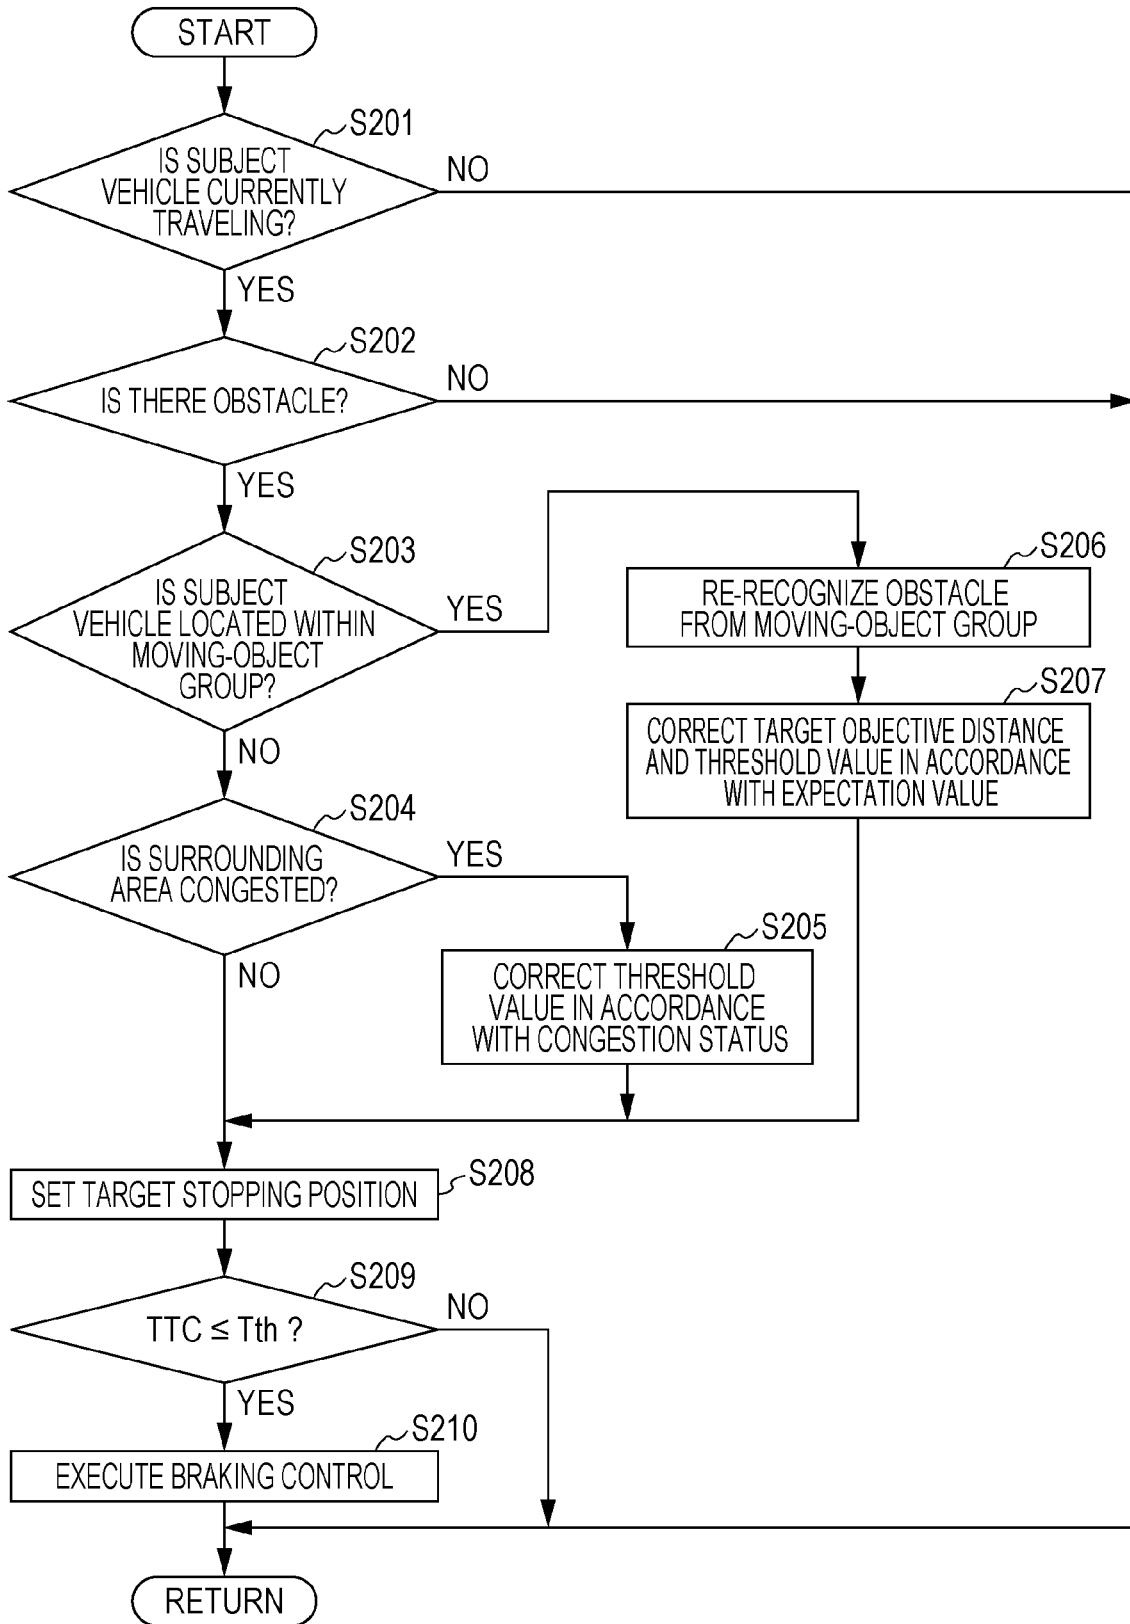 START
S201
IS SUBJECT
VEHICLE CURRENTLY
TRAVELING?
NO
YES
S202
IS THERE OBSTACLE?
NO
YES
S203
IS SUBJECT
VEHICLE LOCATED WITHIN
MOVING-OBJECT
GROUP?
YES
NO
S206
RE-RECOGNIZE OBSTACLE
FROM MOVING-OBJECT GROUP
S207
CORRECT TARGET OBJECTIVE DISTANCE
AND THRESHOLD VALUE IN ACCORDANCE
WITH EXPECTATION VALUE
S204
IS SURROUNDING
AREA CONGESTED?
YES
NO
S205
CORRECT THRESHOLD
VALUE IN ACCORDANCE
WITH CONGESTION STATUS
S208
SET TARGET STOPPING POSITION
S209
TTC ≤ Tth ?
NO
YES
S210
EXECUTE BRAKING CONTROL
RETURN